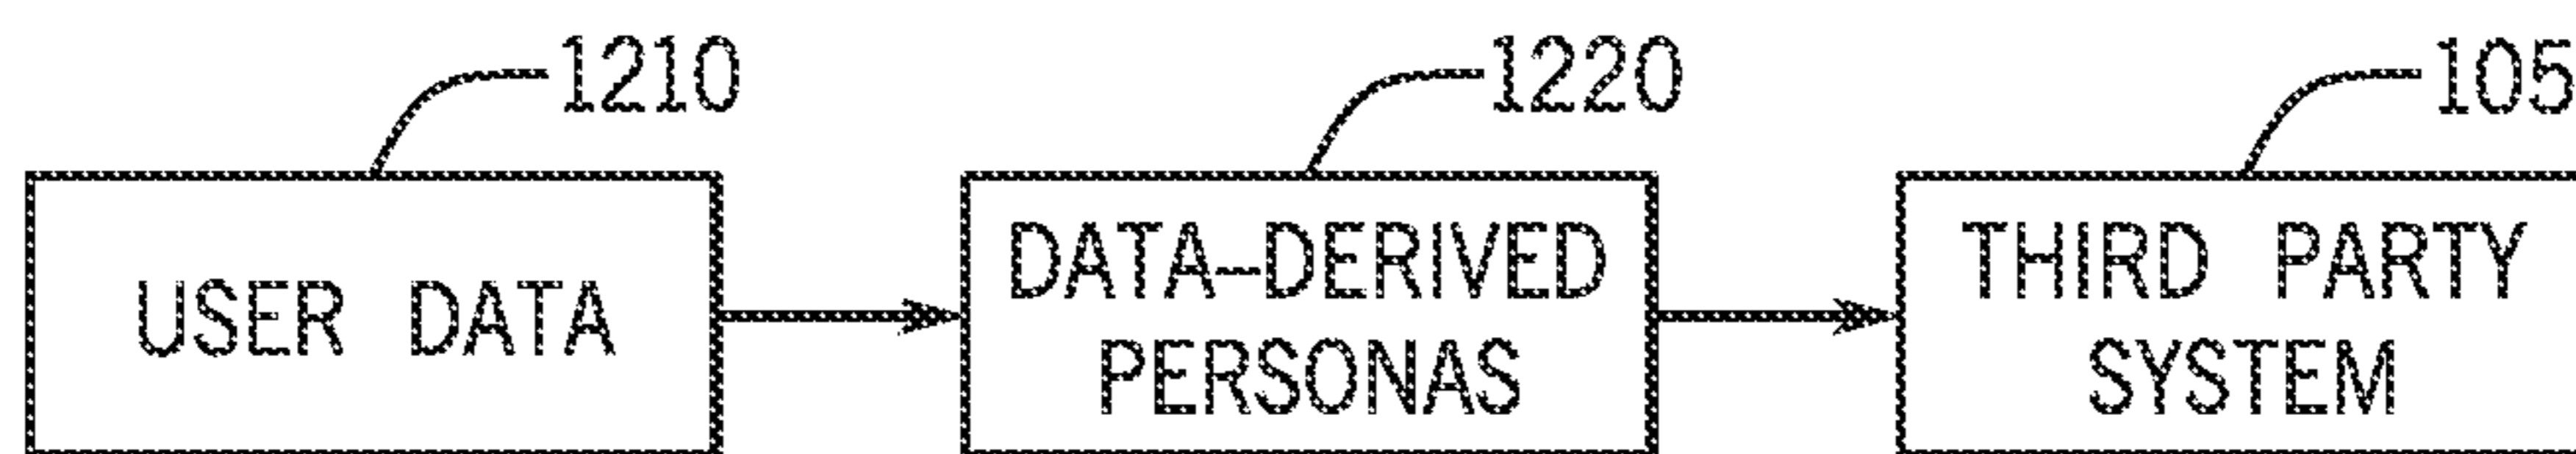 1210
1220
105
USER DATA
DATA-DERIVED
PERSONAS
THIRD PARTY
SYSTEM